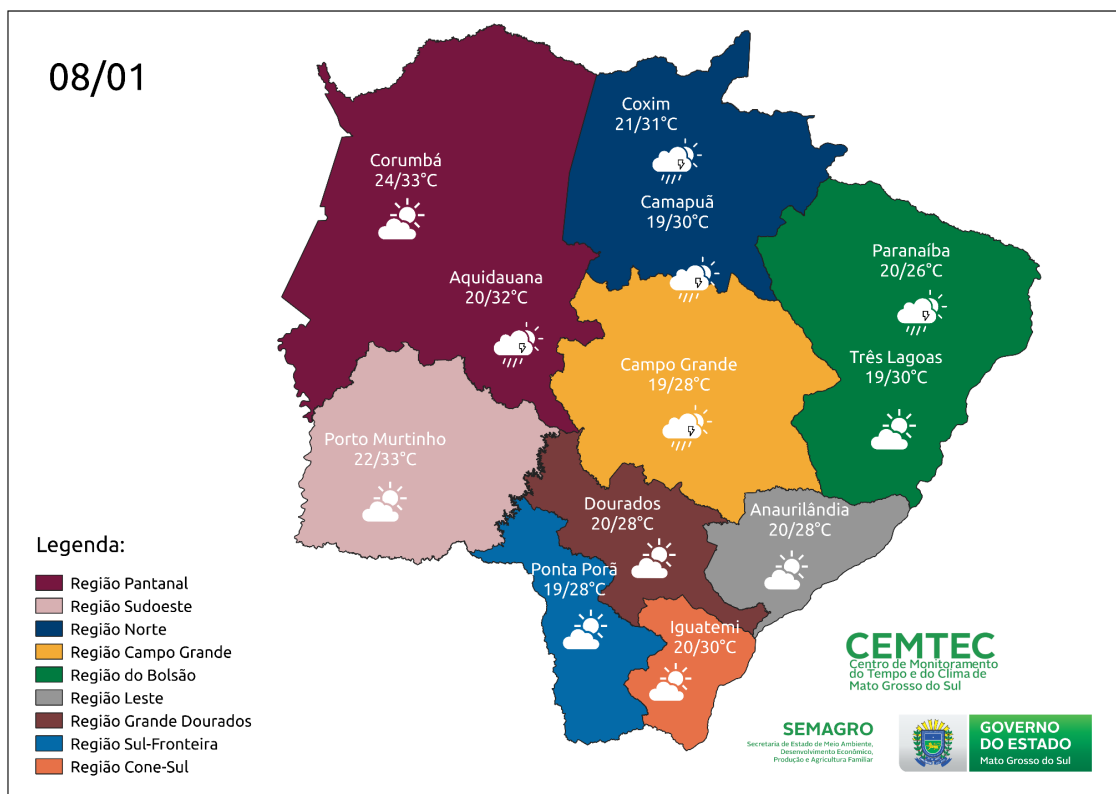 08/01
Coxim
21/31°C
Corumbá
24/33°C
Camapuã
19/30°C
Paranaíba
20/26°C
Aquidauana
20/32°C
Três Lagoas
19/30°C
Campo Grande
19/28°C
Porto Murtinho
22/33°C
Dourados
20/28°C
Anaurilândia
20/28°C
Ponta Porã
19/28°C
Iguatemi
20/30°C
Legenda:
Região Pantanal
Região Sudoeste
Região Norte
Região Campo Grande
Região do Bolsão
Região Leste
Região Grande Dourados
Região Sul-Fronteira
Região Cone-Sul
CEMTEC
Centro de Monitoramento
do Tempo e do Clima de
Mato Grosso do Sul
SEMAGRO
Secretaria de Estado de Meio Ambiente,
Desenvolvimento Econômico,
Produção e Agricultura Familiar
GOVERNO
DO ESTADO
Mato Grosso do Sul